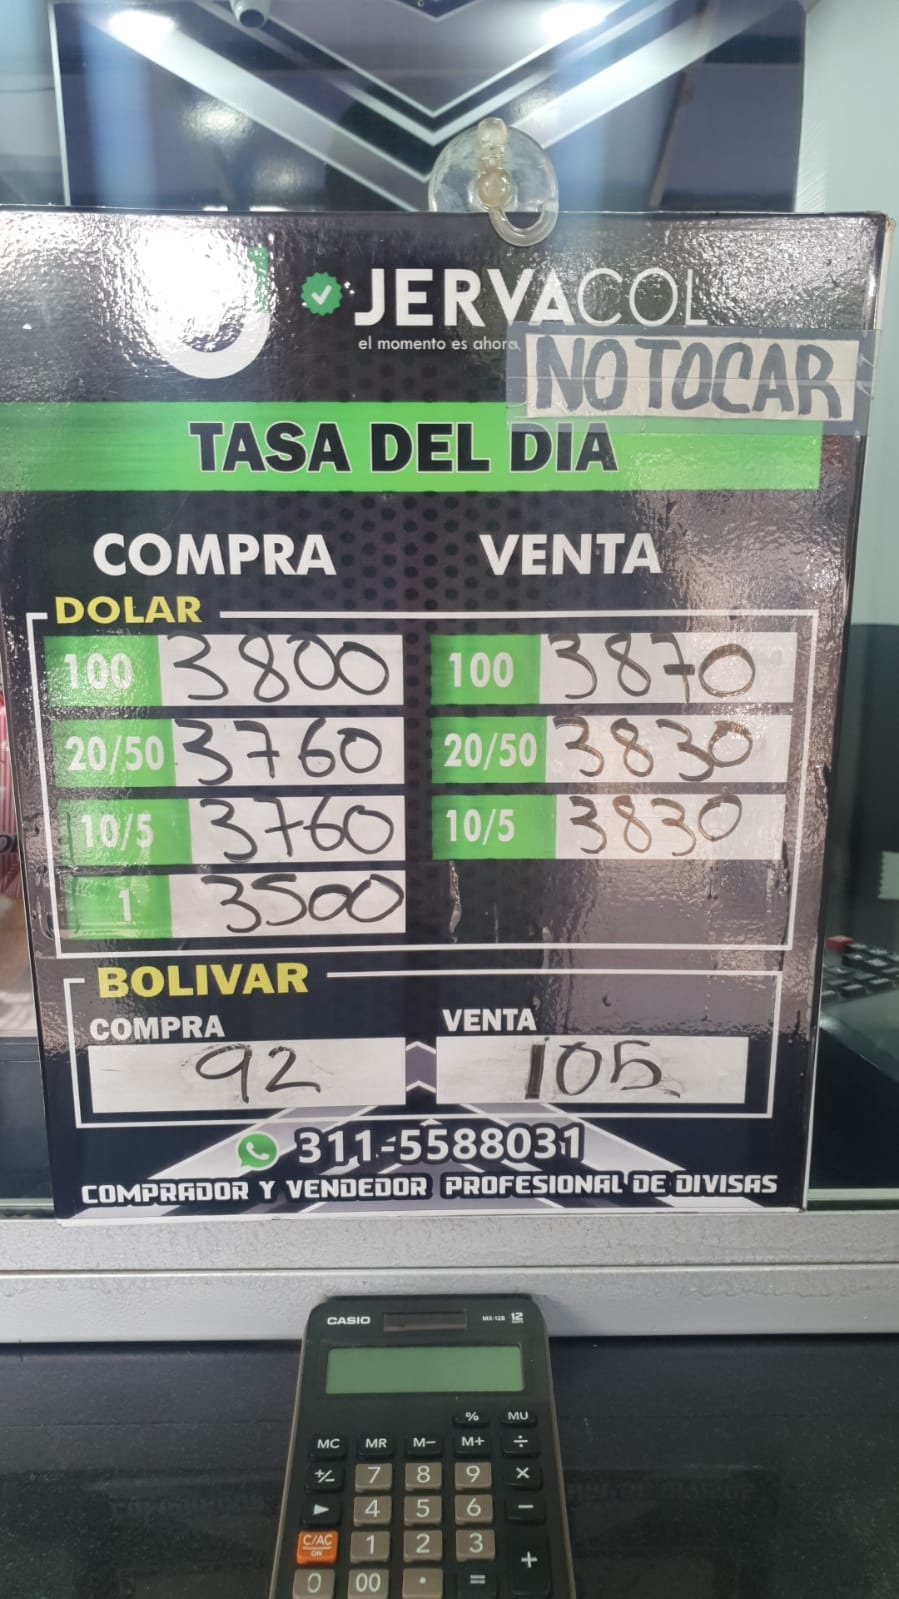 JERVACOL
el momento es ahora
NO TOCAR
TASA DEL DIA
COMPRA VENTA
DOLAR
100 3800 100 3870
20/50 3760 20/50 3830
10/5 3760 10/5 3830
1 3500
BOLIVAR
COMPRA VENTA
92 105
311-5588031
COMPRADOR Y VENDEDOR PROFESIONAL DE DIVISAS
CASIO MX-12B 12
% MU
MC MR M− M+ ÷
+/− 7 8 9 ×
► 4 5 6 −
C/AC ON 1 2 3 +
0 00 • =